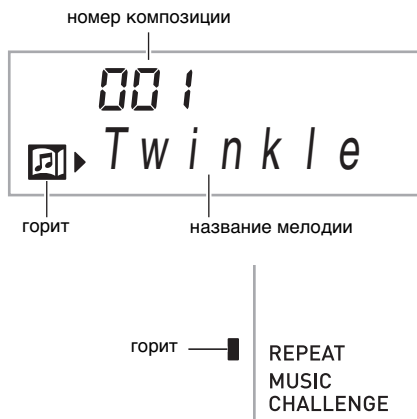 номер композиции
001
Twinkle
горит
название мелодии
горит
REPEAT
MUSIC
CHALLENGE